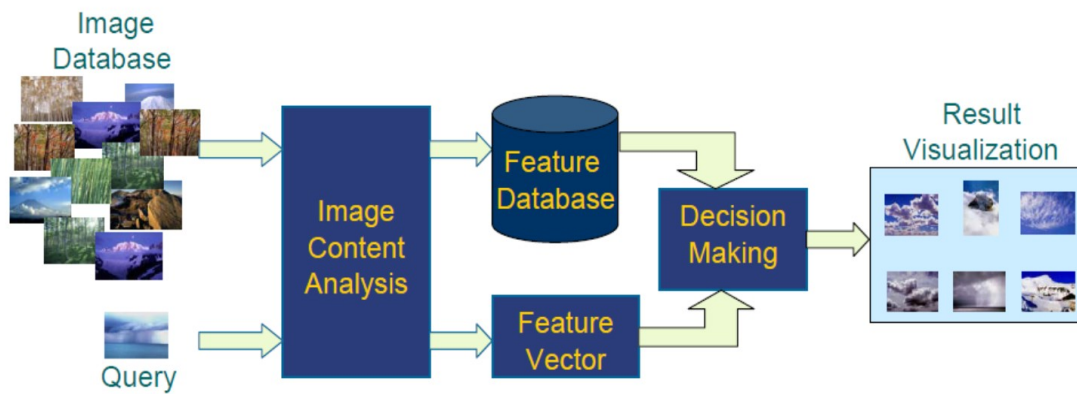 Image
Database
Query
Image
Content
Analysis
Feature
Database
Feature
Vector
Decision
Making
Result
Visualization